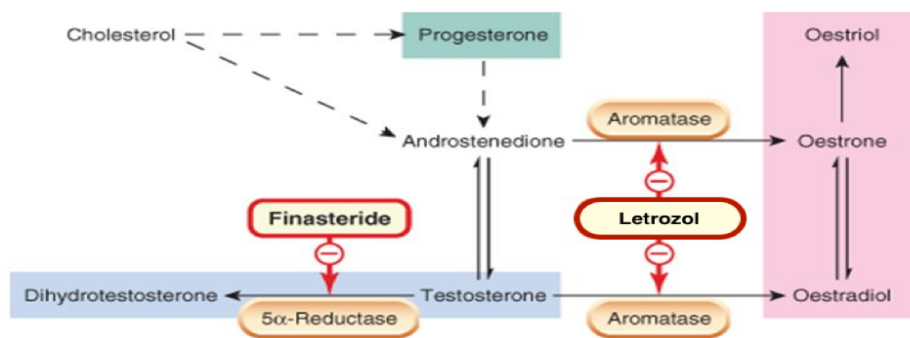 Cholesterol
Progesterone
Oestriol
Aromatase
Androstenedione
Oestrone
Finasteride
Letrozol
Dihydrotestosterone
Testosterone
Oestradiol
5α-Reductase
Aromatase